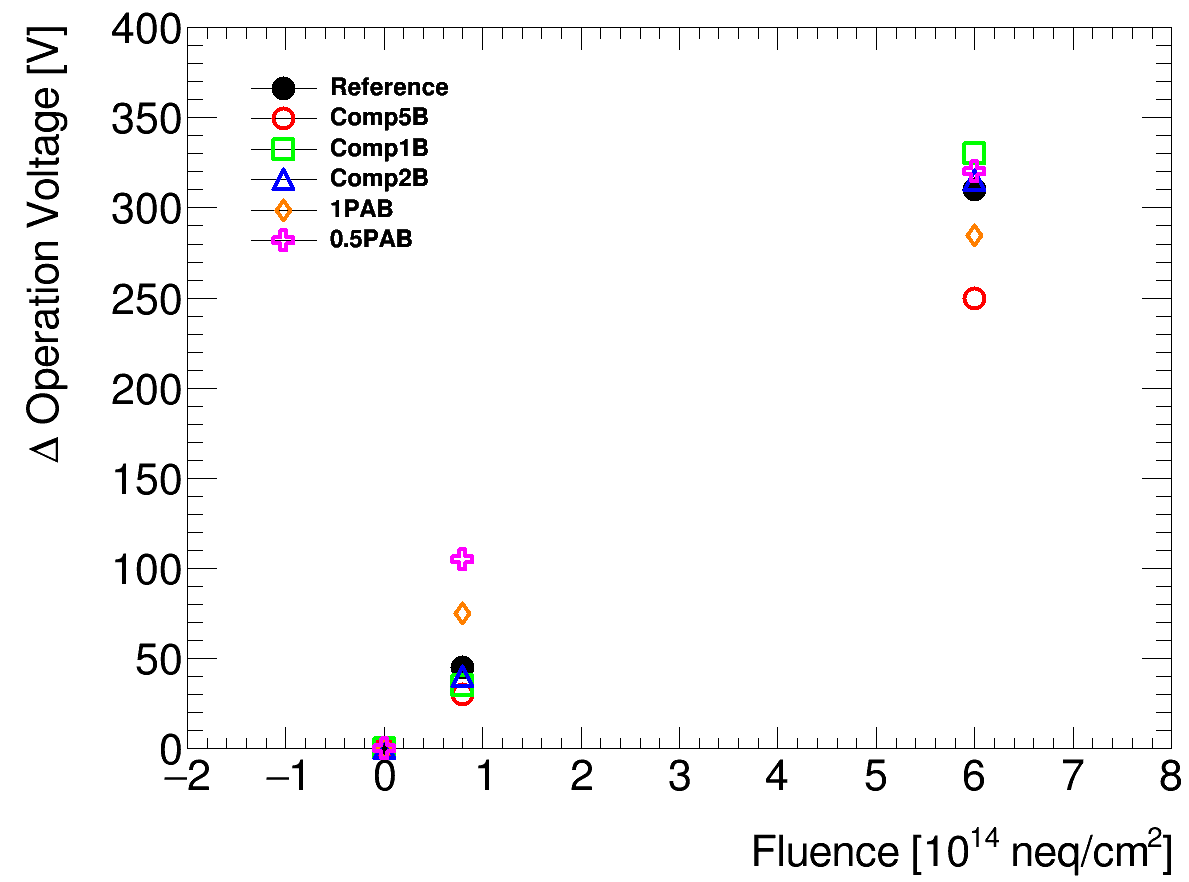 Δ Operation Voltage [V]
400
350
300
250
200
150
100
50
0
Reference
Comp5B
Comp1B
Comp2B
1PAB
0.5PAB
−2 −1 0 1 2 3 4 5 6 7 8
Fluence [10¹⁴ neq/cm²]